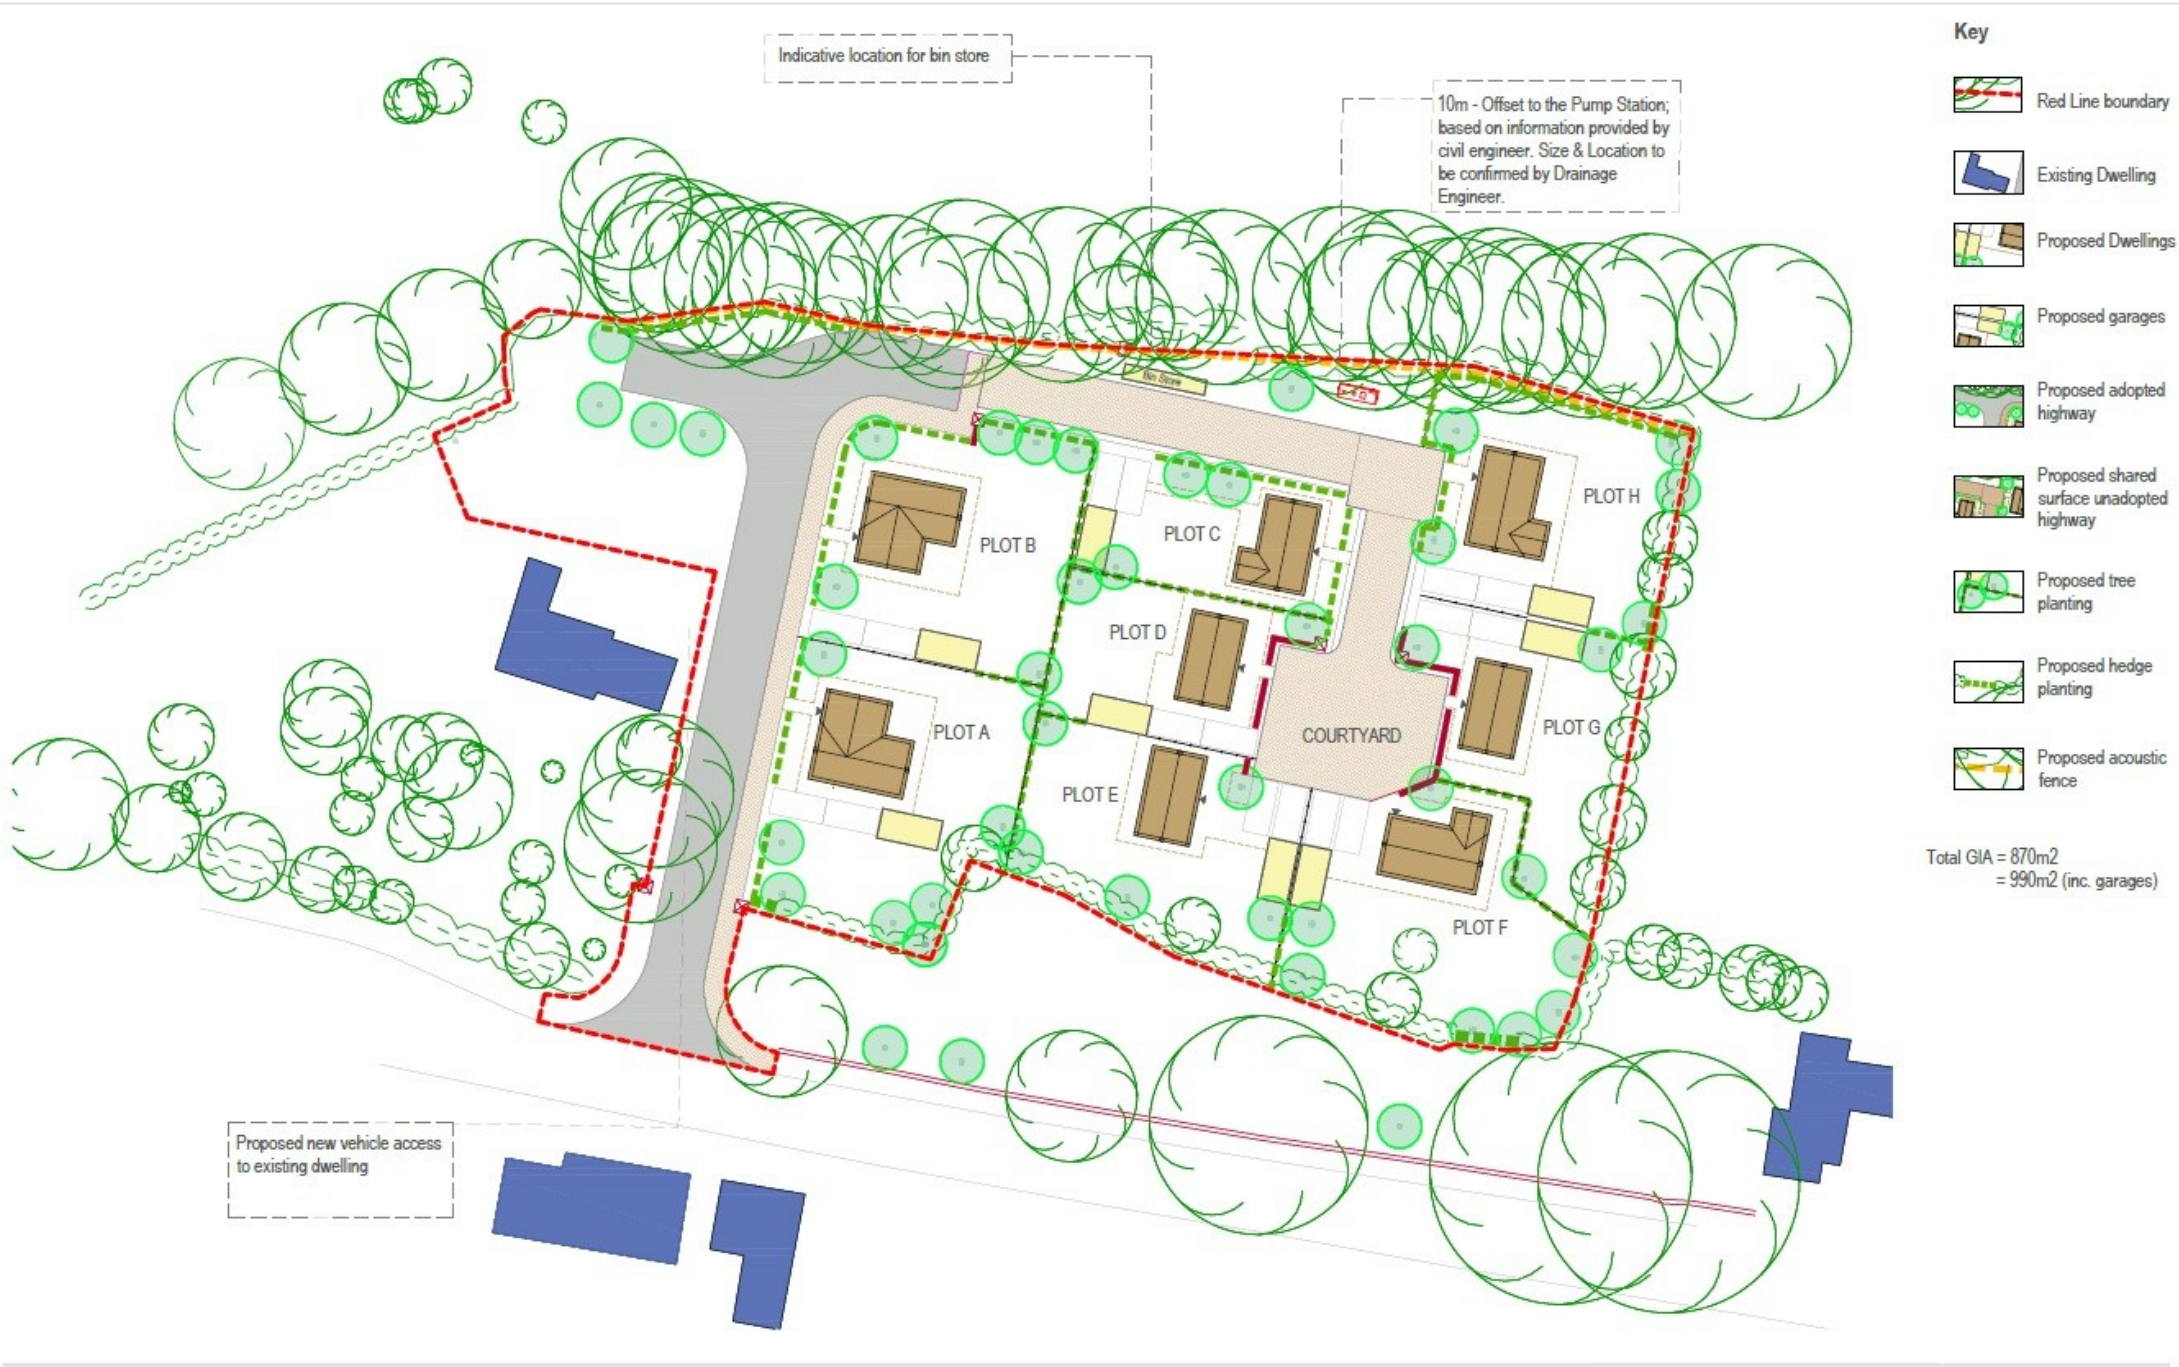 Indicative location for bin store
10m - Offset to the Pump Station;
based on information provided by
civil engineer. Size & Location to
be confirmed by Drainage
Engineer.
Key
Red Line boundary
Existing Dwelling
Proposed Dwellings
Proposed garages
Proposed adopted
highway
Proposed shared
surface unadopted
highway
Proposed tree
planting
Proposed hedge
planting
Proposed acoustic
fence
Total GIA = 870m2
= 990m2 (inc. garages)
Bin Store
PLOT H
PLOT B
PLOT C
PLOT D
PLOT A
COURTYARD
PLOT G
PLOT E
PLOT F
Proposed new vehicle access
to existing dwelling